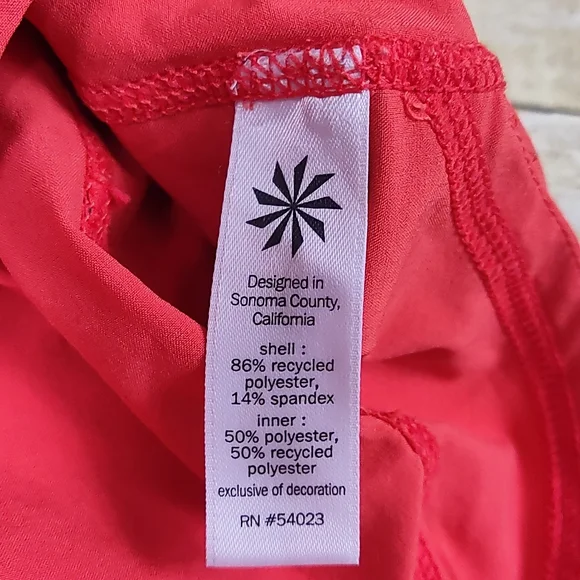 Designed in
Sonoma County,
California
shell :
86% recycled
polyester,
14% spandex
inner :
50% polyester,
50% recycled
polyester
exclusive of decoration
RN #54023